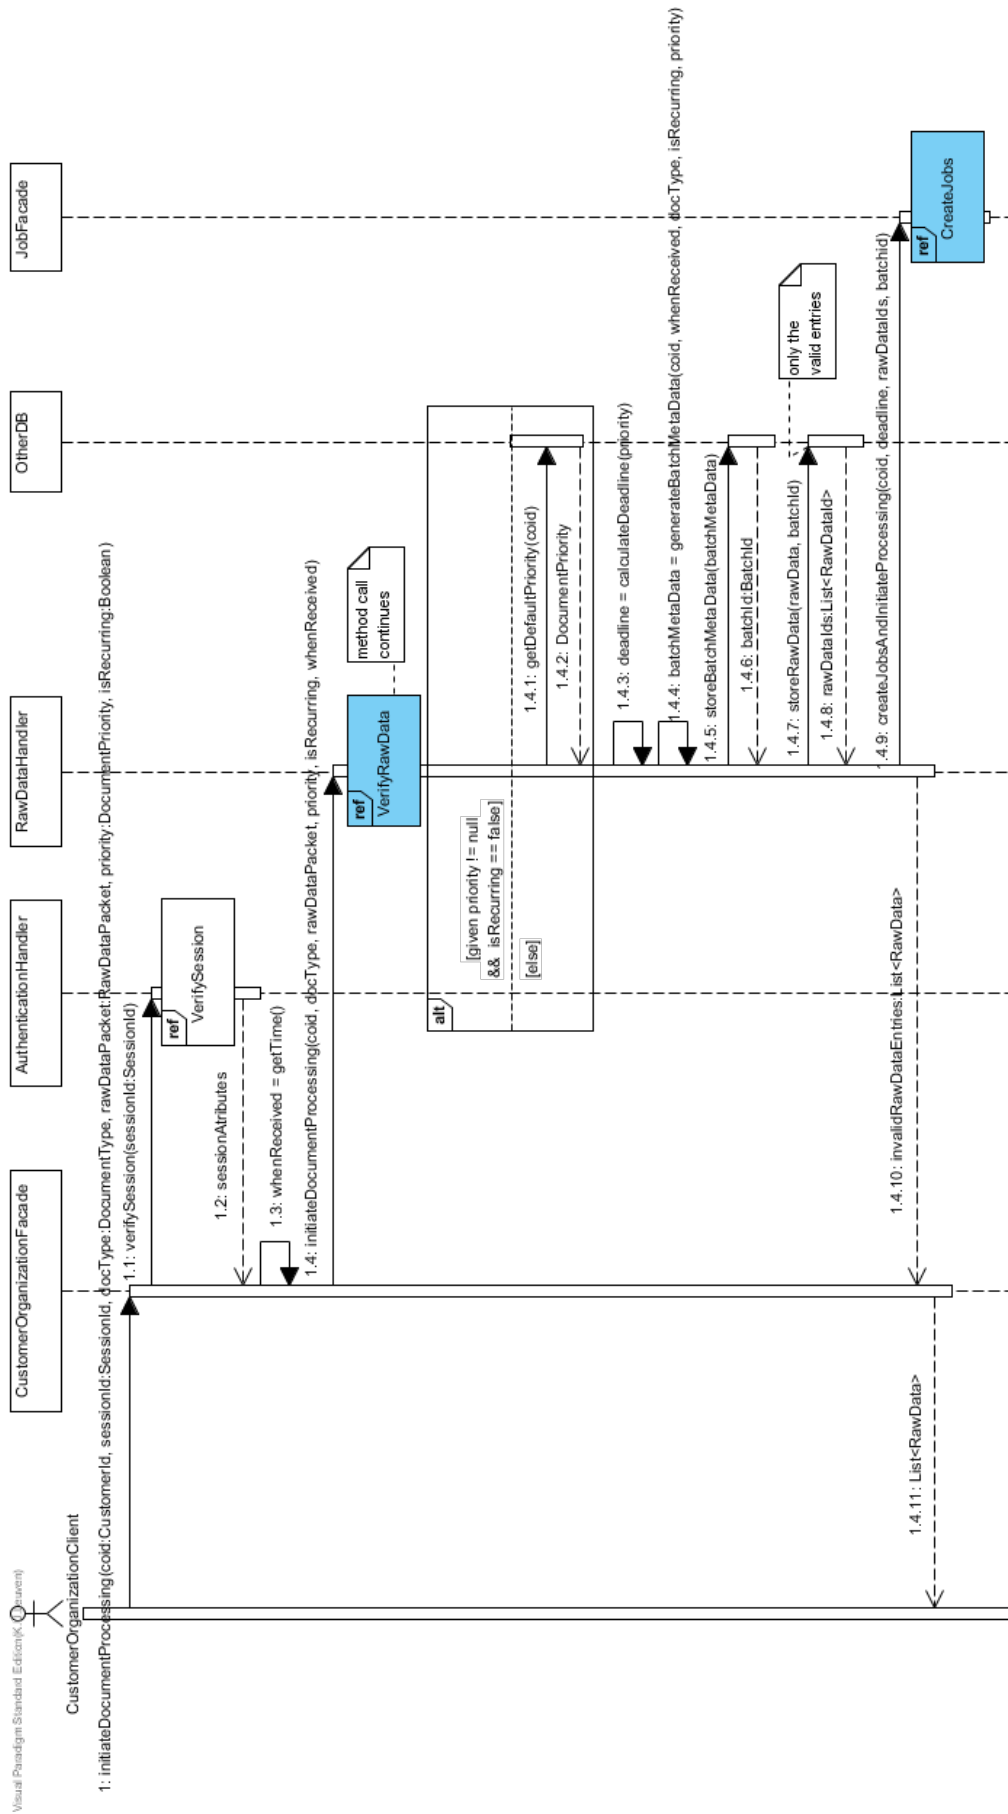 Visual Paradigm Standard Edition(K.
CustomerOrganizationClient
CustomerOrganizationFacade
AuthenticationHandler
RawDataHandler
OtherDB
JobFacade
1: initiateDocumentProcessing(coid:CustomerId, sessionId:SessionId, docType:DocumentType, rawDataPacket:RawDataPacket, priority:DocumentPriority, isRecurring:Boolean)
1.1: verifySession(sessionId:SessionId)
ref
VerifySession
1.2: sessionAtributes
1.3: whenReceived = getTime()
1.4: initiateDocumentProcessing(coid, docType, rawDataPacket, priority, isRecurring, whenReceived)
ref
VerifyRawData
method call
continues
alt
[given priority != null
&& isRecurring == false]
[else]
1.4.1: getDefaultPriority(coid)
1.4.2: DocumentPriority
1.4.3: deadline = calculateDeadline(priority)
1.4.4: batchMetaData = generateBatchMetaData(coid, whenReceived, docType, isRecurring, priority)
1.4.5: storeBatchMetaData(batchMetaData)
1.4.6: batchId:BatchId
only the
valid entries
1.4.7: storeRawData(rawData, batchId)
1.4.8: rawDataIds:List<RawDataId>
1.4.9: createJobsAndInitiateProcessing(coid, deadline, rawDataIds, batchid)
ref
CreateJobs
1.4.10: invalidRawDataEntries:List<RawData>
1.4.11: List<RawData>